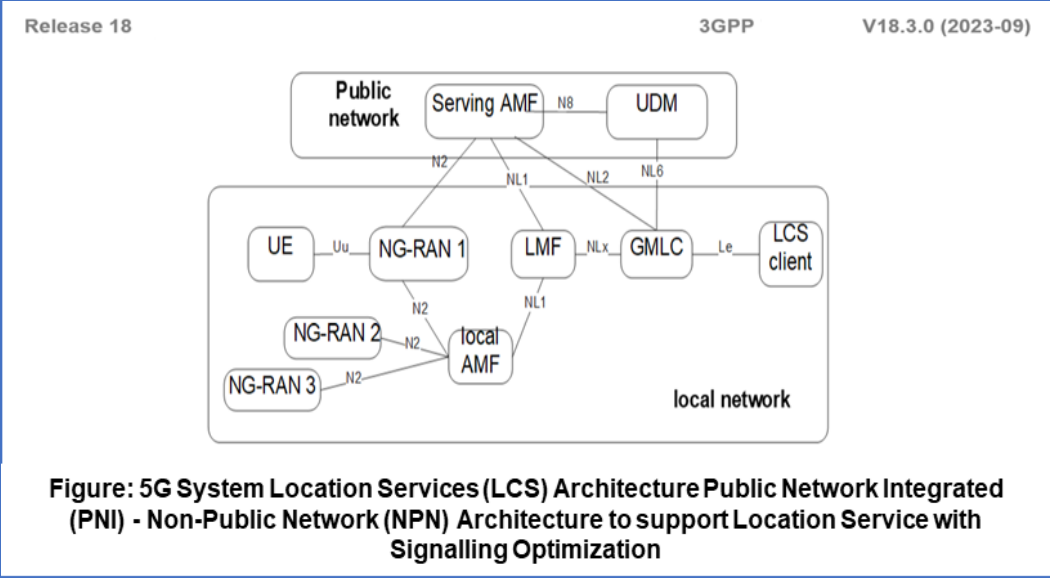 Release 18 3GPP V18.3.0 (2023-09)
Public
network
Serving AMF
N8
UDM
N2
NL1
NL2
NL6
UE
Uu
NG-RAN 1
LMF
NLx
GMLC
Le
LCS
client
N2
NL1
NG-RAN 2
N2
local
AMF
NG-RAN 3
N2
local network
Figure: 5G System Location Services (LCS) Architecture Public Network Integrated
(PNI) - Non-Public Network (NPN) Architecture to support Location Service with
Signalling Optimization